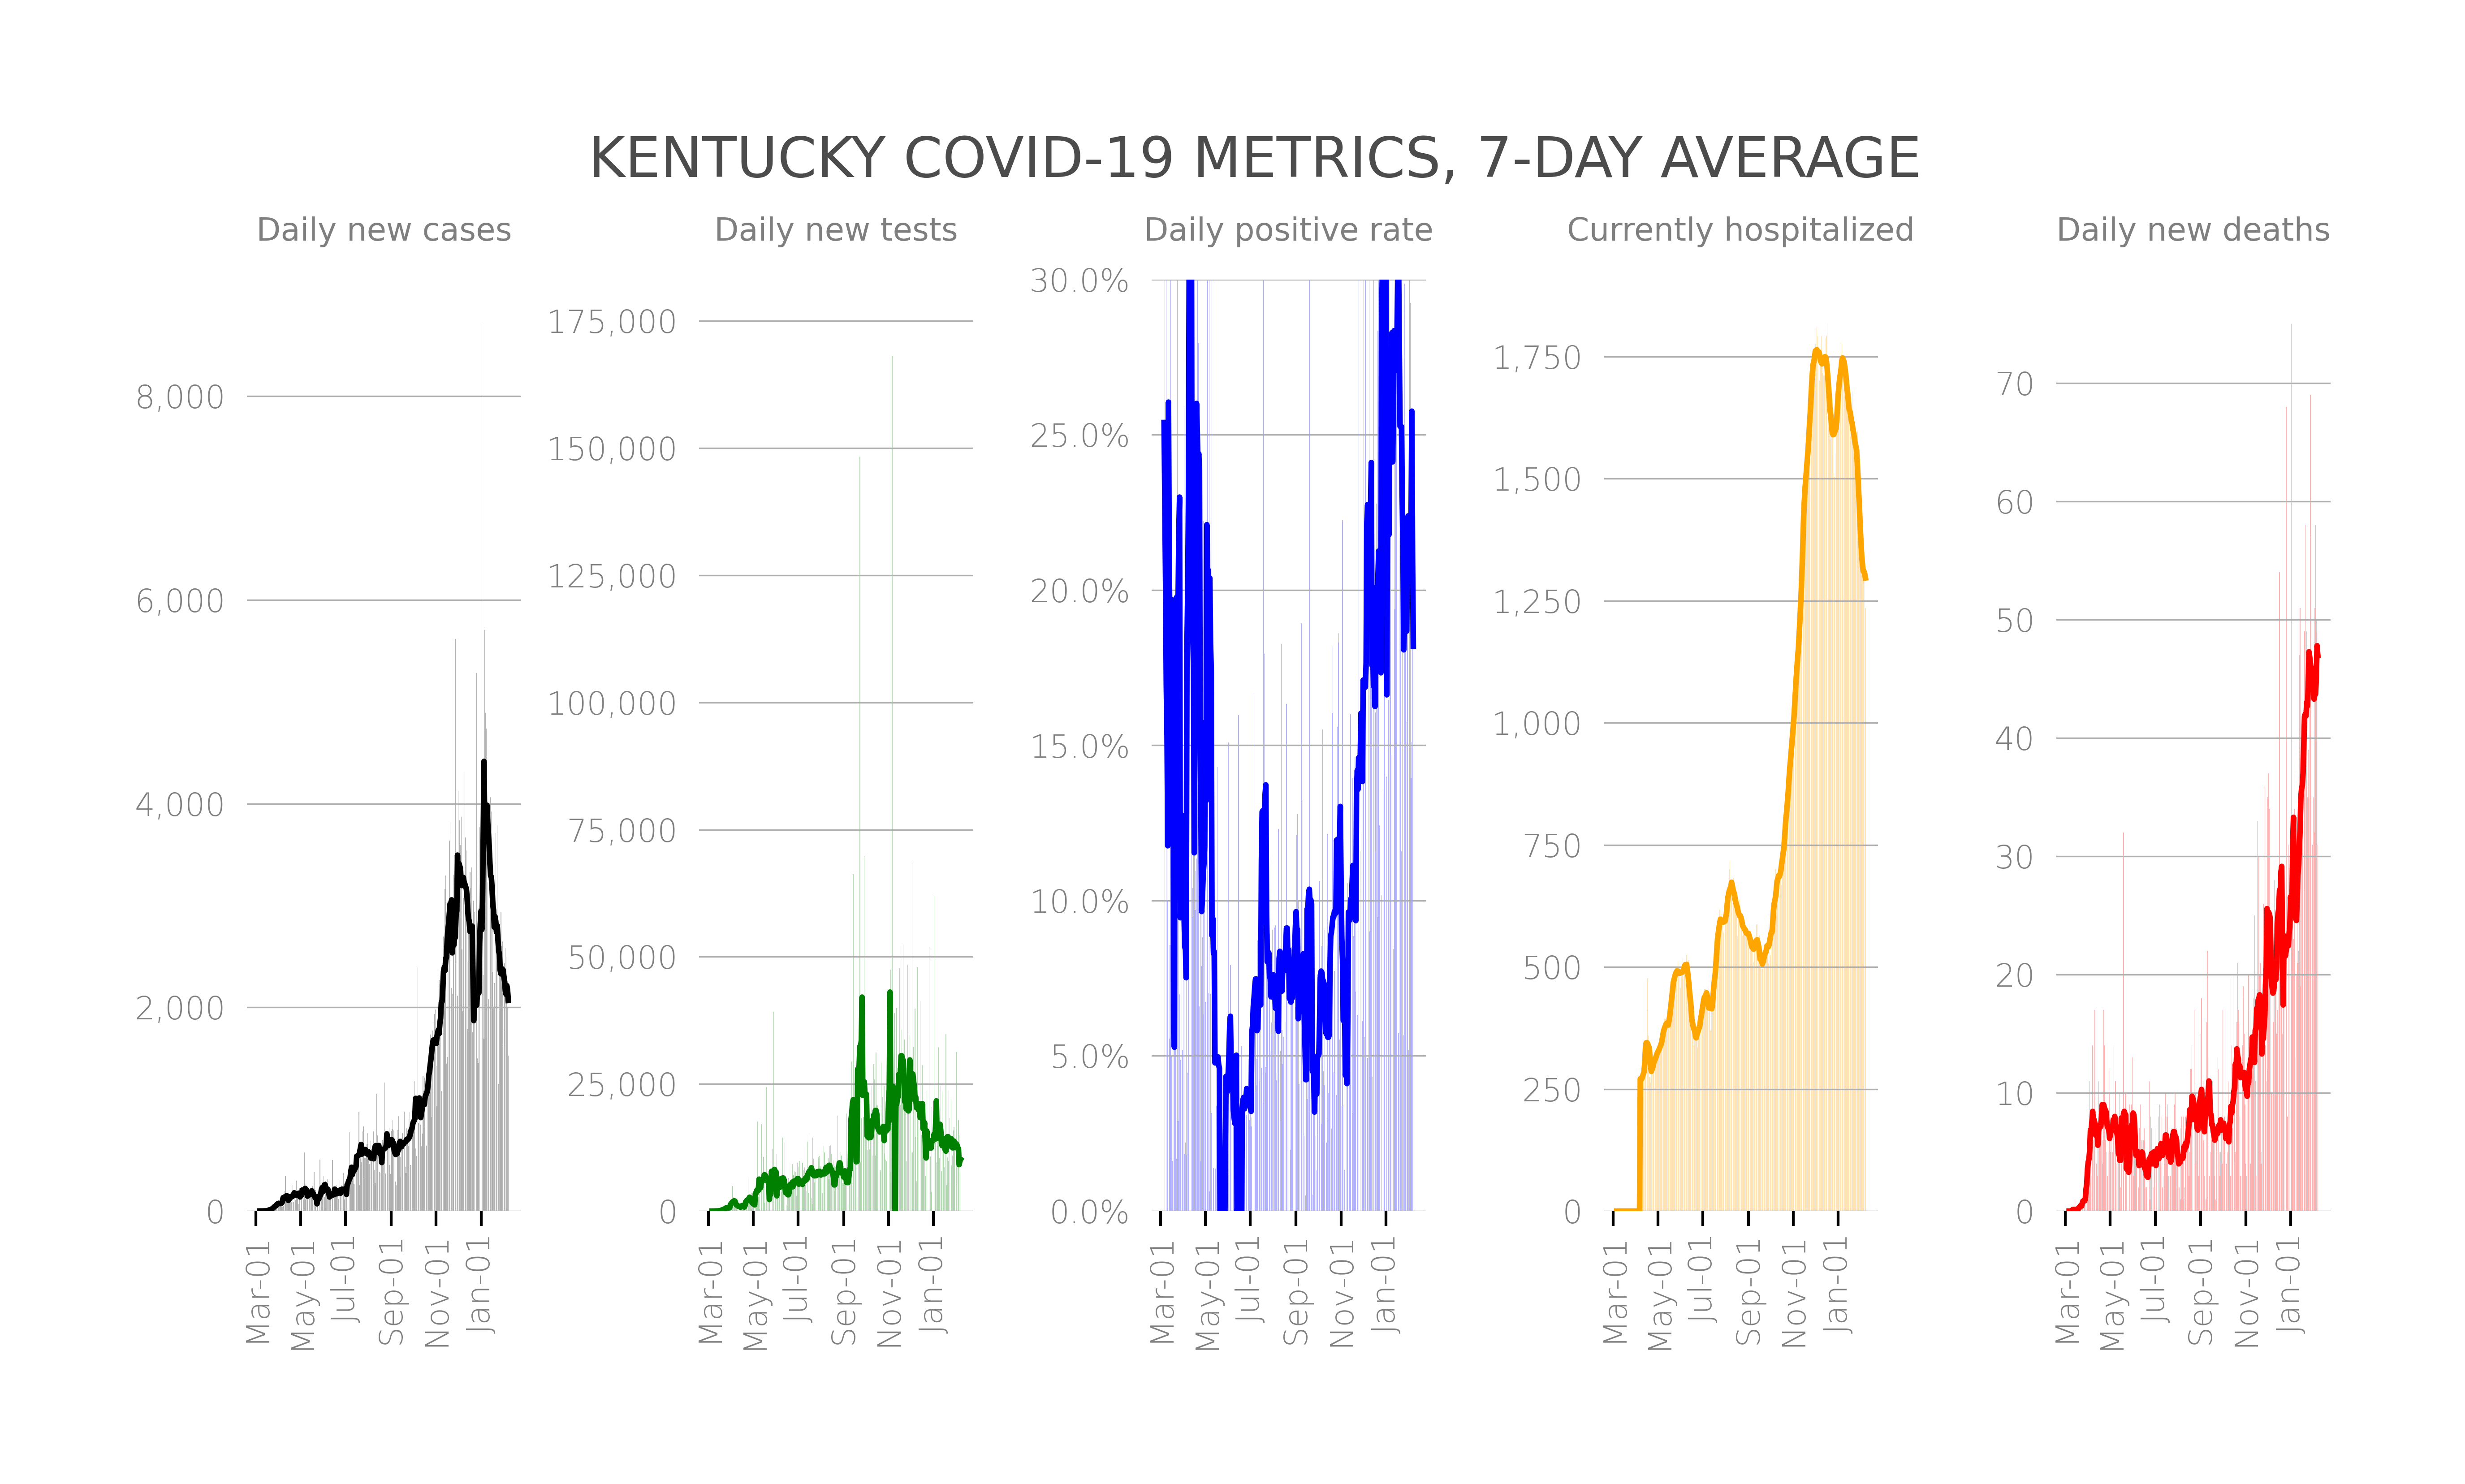 KENTUCKY COVID-19 METRICS, 7-DAY AVERAGE
Daily new cases
8,000
6,000
4,000
2,000
0
Mar-01
May-01
Jul-01
Sep-01
Nov-01
Jan-01
Daily new tests
175,000
150,000
125,000
100,000
75,000
50,000
25,000
0
Mar-01
May-01
Jul-01
Sep-01
Nov-01
Jan-01
Daily positive rate
30.0%
25.0%
20.0%
15.0%
10.0%
5.0%
0.0%
Mar-01
May-01
Jul-01
Sep-01
Nov-01
Jan-01
Currently hospitalized
1,750
1,500
1,250
1,000
750
500
250
0
Mar-01
May-01
Jul-01
Sep-01
Nov-01
Jan-01
Daily new deaths
70
60
50
40
30
20
10
0
Mar-01
May-01
Jul-01
Sep-01
Nov-01
Jan-01